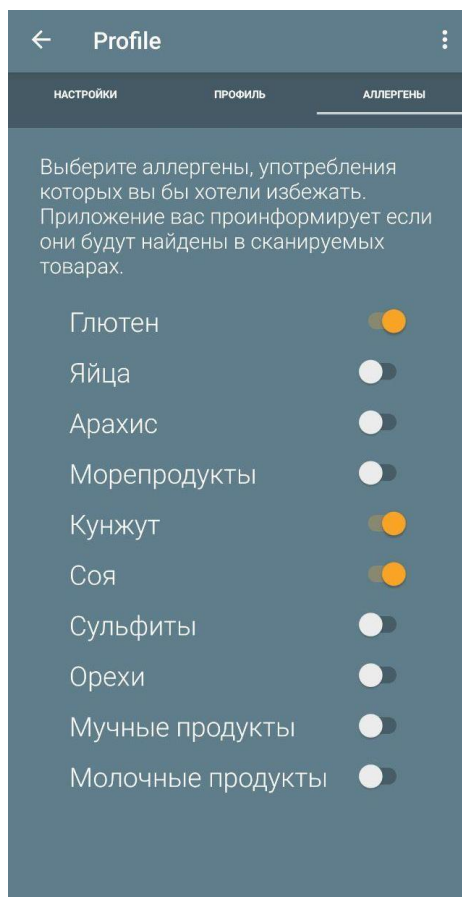 Profile
НАСТРОЙКИ ПРОФИЛЬ АЛЛЕРГЕНЫ
Выберите аллергены, употребления
которых вы бы хотели избежать.
Приложение вас проинформирует если
они будут найдены в сканируемых
товарах.
Глютен
Яйца
Арахис
Морепродукты
Кунжут
Соя
Сульфиты
Орехи
Мучные продукты
Молочные продукты